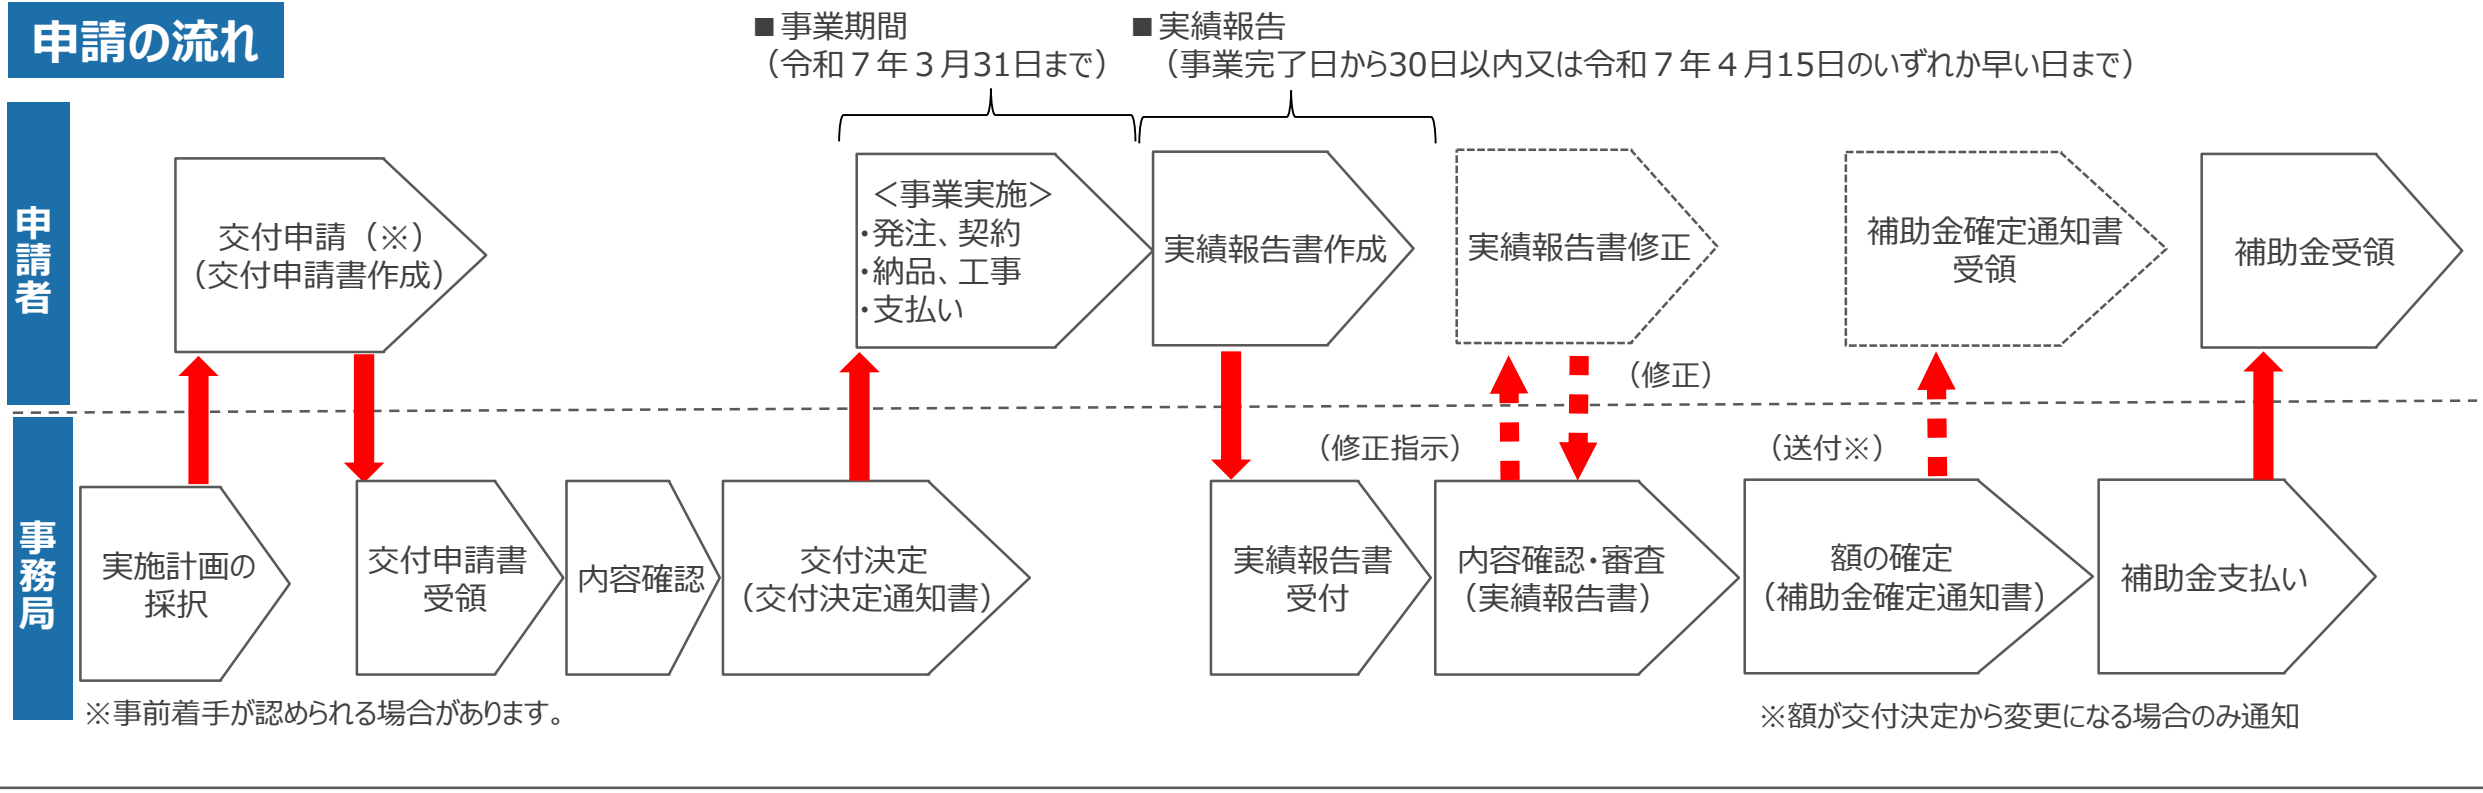 申請の流れ
■事業期間
（令和７年３月31日まで）
■実績報告
（事業完了日から30日以内又は令和７年４月15日のいずれか早い日まで）
申請者
交付申請（※）
（交付申請書作成）
＜事業実施＞
・発注、契約
・納品、工事
・支払い
実績報告書作成
実績報告書修正
補助金確定通知書
受領
補助金受領
（修正）
（修正指示）
（送付※）
事務局
実施計画の
採択
交付申請書
受領
内容確認
交付決定
（交付決定通知書）
実績報告書
受付
内容確認・審査
（実績報告書）
額の確定
（補助金確定通知書）
補助金支払い
※事前着手が認められる場合があります。
※額が交付決定から変更になる場合のみ通知